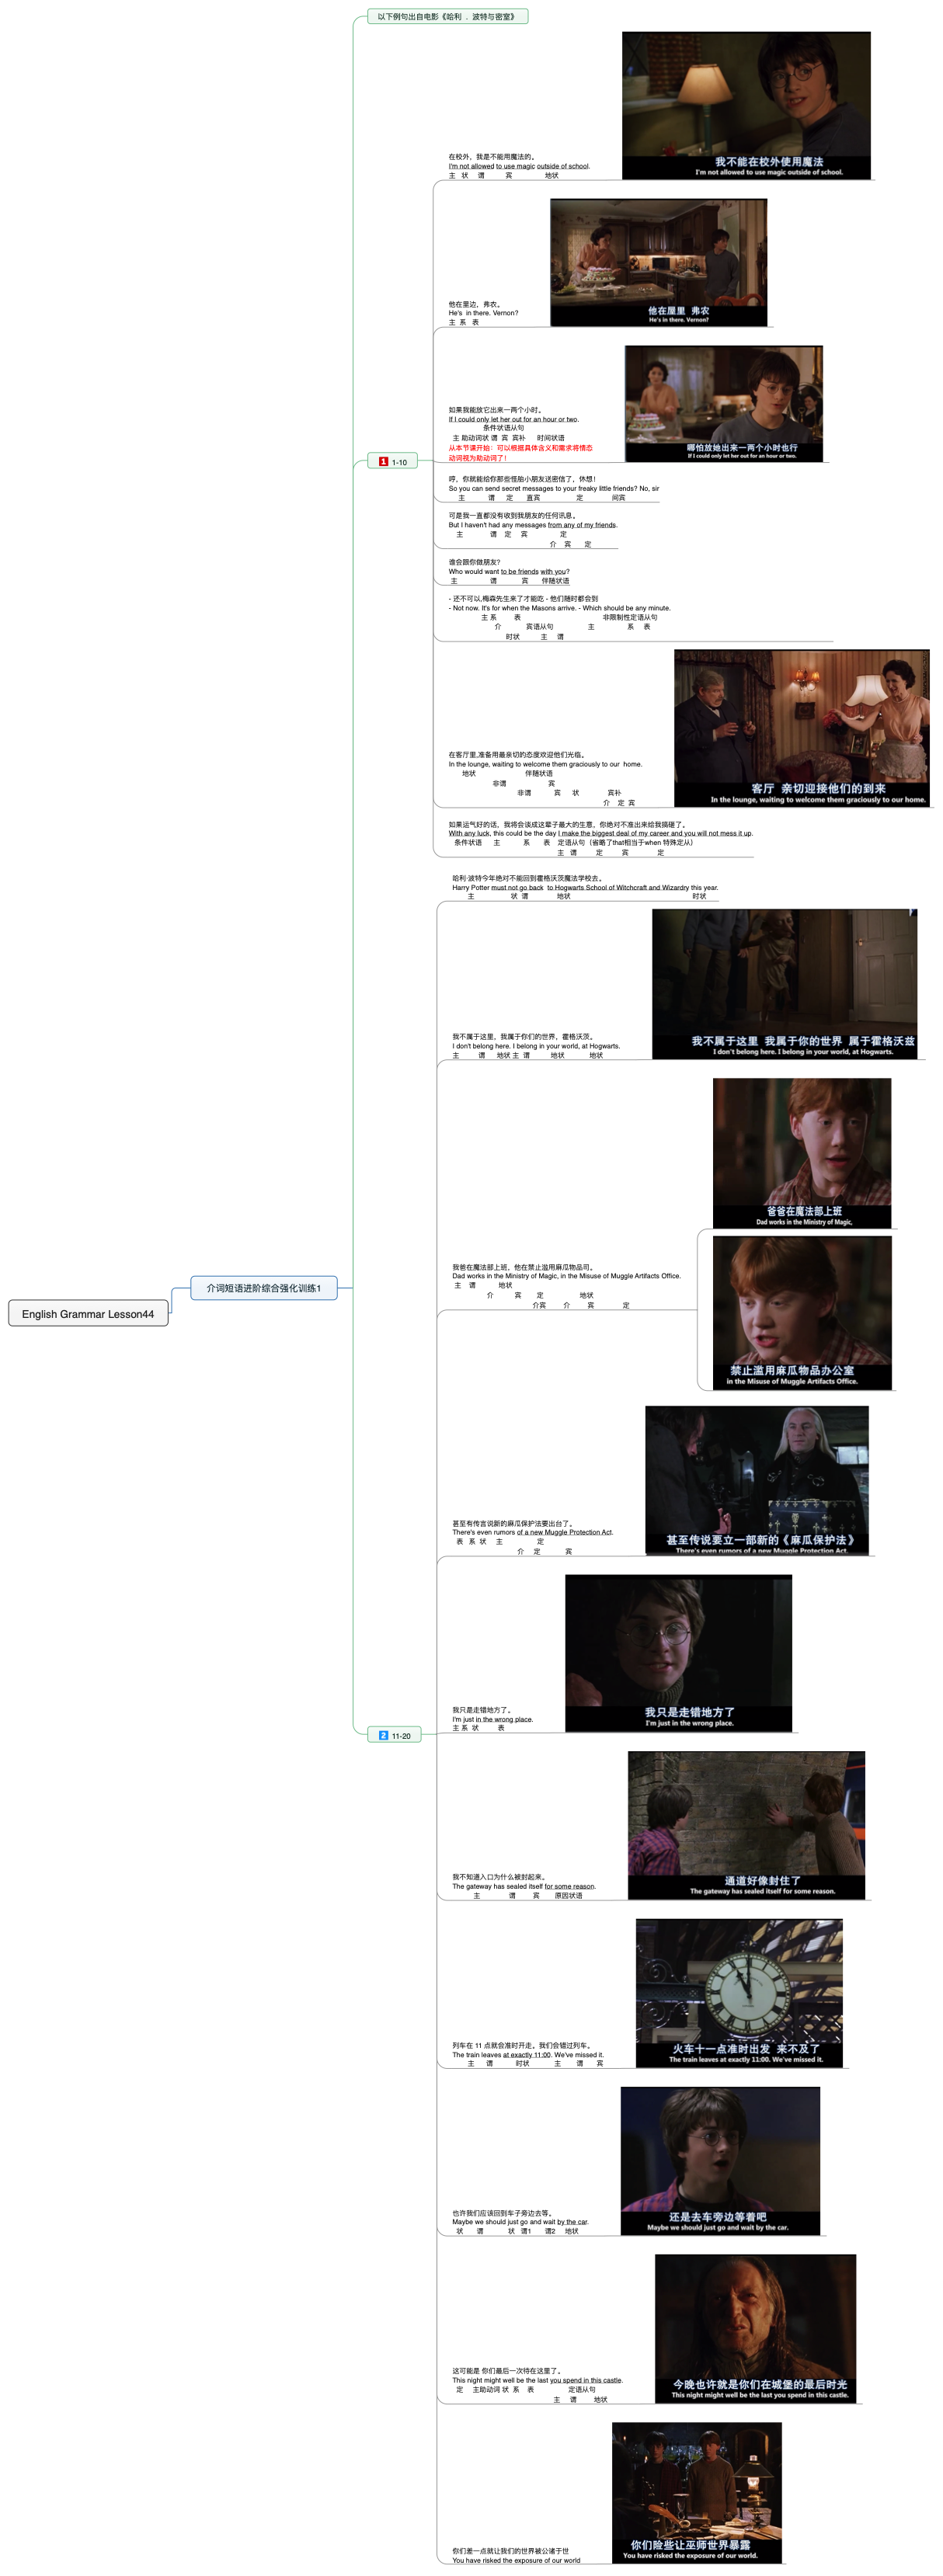 English Grammar Lesson44
介词短语进阶综合强化训练1
以下例句出自电影《哈利 . 波特与密室》
1 1-10
在校外，我是不能用魔法的。
I'm not allowed to use magic outside of school.
主 状 谓 宾 地状
我不能在校外使用魔法
I'm not allowed to use magic outside of school.
他在里边，弗农。
He's in there. Vernon?
主 系 表
他在屋里 弗农
He's in there. Vernon?
如果我能放它出来一两个小时。
If I could only let her out for an hour or two.
条件状语从句
主 助动词状 谓 宾 宾补 时间状语
从本节课开始：可以根据具体含义和需求将情态
动词视为助动词了！
哪怕放她出来一两个小时也行
If I could only let her out for an hour or two.
哼，你就能给你那些怪胎小朋友送密信了，休想！
So you can send secret messages to your freaky little friends? No, sir
主 谓 定 直宾 定 间宾
可是我一直都没有收到我朋友的任何讯息。
But I haven't had any messages from any of my friends.
主 谓 定 宾 定
介 宾 定
谁会跟你做朋友?
Who would want to be friends with you?
主 谓 宾 伴随状语
- 还不可以,梅森先生来了才能吃 - 他们随时都会到
- Not now. It's for when the Masons arrive. - Which should be any minute.
主 系 表 非限制性定语从句
介 宾语从句 主 系 表
时状 主 谓
在客厅里,准备用最亲切的态度欢迎他们光临。
In the lounge, waiting to welcome them graciously to our home.
地状 伴随状语
非谓 宾
非谓 宾 状 宾补
介 定 宾
客厅 亲切迎接他们的到来
In the lounge, waiting to welcome them graciously to our home.
如果运气好的话，我将会谈成这辈子最大的生意，你绝对不准出来给我搞砸了。
With any luck, this could be the day I make the biggest deal of my career and you will not mess it up.
条件状语 主 系 表 定语从句（省略了that相当于when 特殊定从）
主 谓 定 宾 定
2 11-20
哈利·波特今年绝对不能回到霍格沃茨魔法学校去。
Harry Potter must not go back to Hogwarts School of Witchcraft and Wizardry this year.
主 状 谓 地状 时状
我不属于这里，我属于你们的世界，霍格沃茨。
I don't belong here. I belong in your world, at Hogwarts.
主 谓 地状 主 谓 地状 地状
我不属于这里 我属于你的世界 属于霍格沃兹
I don't belong here. I belong in your world, at Hogwarts.
我爸在魔法部上班，他在禁止滥用麻瓜物品司。
Dad works in the Ministry of Magic, in the Misuse of Muggle Artifacts Office.
主 谓 地状
介 宾 定 地状
介宾 介 宾 定
爸爸在魔法部上班
Dad works in the Ministry of Magic,
禁止滥用麻瓜物品办公室
in the Misuse of Muggle Artifacts Office.
甚至有传言说新的麻瓜保护法要出台了。
There's even rumors of a new Muggle Protection Act.
表 系 状 主 定
介 定 宾
甚至传说要立一部新的《麻瓜保护法》
There's even rumors of a new Muggle Protection Act.
我只是走错地方了。
I'm just in the wrong place.
主 系 状 表
我只是走错地方了
I'm just in the wrong place.
我不知道入口为什么被封起来。
The gateway has sealed itself for some reason.
主 谓 宾 原因状语
通道好像封住了
The gateway has sealed itself for some reason.
列车在 11 点就会准时开走。我们会错过列车。
The train leaves at exactly 11:00. We've missed it.
主 谓 时状 主 谓 宾
火车十一点准时出发 来不及了
The train leaves at exactly 11:00. We've missed it.
也许我们应该回到车子旁边去等。
Maybe we should just go and wait by the car.
状 谓 状 谓1 谓2 地状
还是去车旁边等着吧
Maybe we should just go and wait by the car.
这可能是 你们最后一次待在这里了。
This night might well be the last you spend in this castle.
定 主助动词 状 系 表 定语从句
主 谓 地状
今晚也许就是你们在城堡的最后时光
This night might well be the last you spend in this castle.
你们差一点就让我们的世界被公诸于世
You have risked the exposure of our world
你们险些让巫师世界暴露
You have risked the exposure of our world.